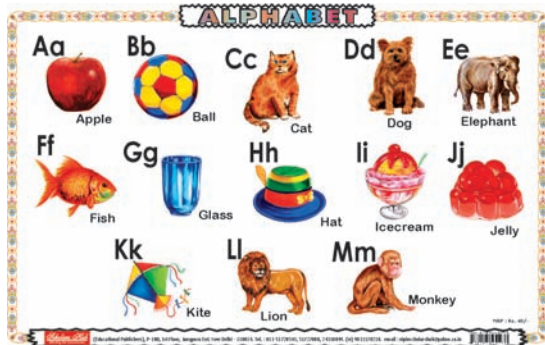 ALPHABET
Aa
Apple
Bb
Ball
Cc
Cat
Dd
Dog
Ee
Elephant
Ff
Fish
Gg
Glass
Hh
Hat
Ii
Icecream
Jj
Jelly
Kk
Kite
Ll
Lion
Mm
Monkey